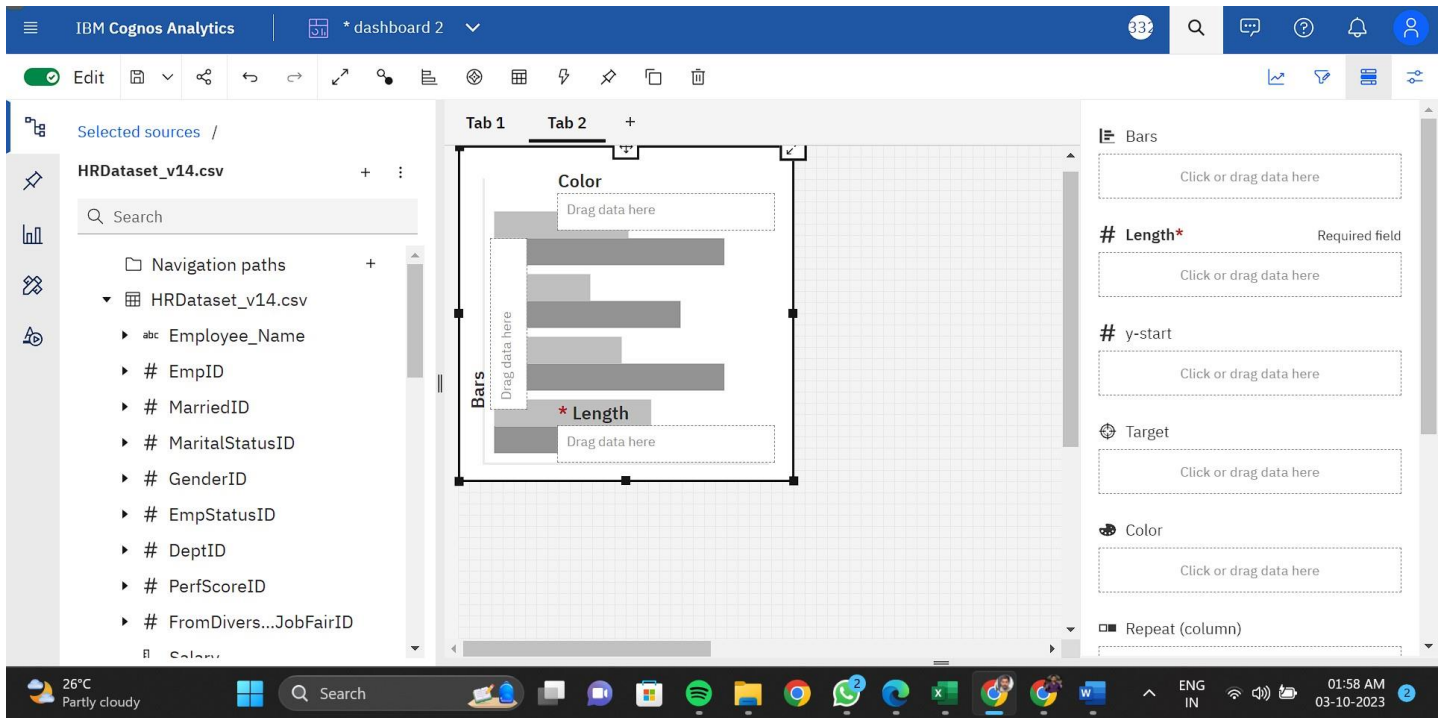 IBM Cognos Analytics
* dashboard 2
332
Edit
Selected sources /
HRDataset_v14.csv
Search
Navigation paths
HRDataset_v14.csv
abc Employee_Name
# EmpID
# MarriedID
# MaritalStatusID
# GenderID
# EmpStatusID
# DeptID
# PerfScoreID
# FromDivers...JobFairID
Salary
Tab 1
Tab 2
+
Color
Drag data here
Bars
Drag data here
* Length
Drag data here
Bars
Click or drag data here
# Length*
Required field
Click or drag data here
# y-start
Click or drag data here
Target
Click or drag data here
Color
Click or drag data here
Repeat (column)
26°C
Partly cloudy
Search
2
ENG
IN
01:58 AM
03-10-2023
2